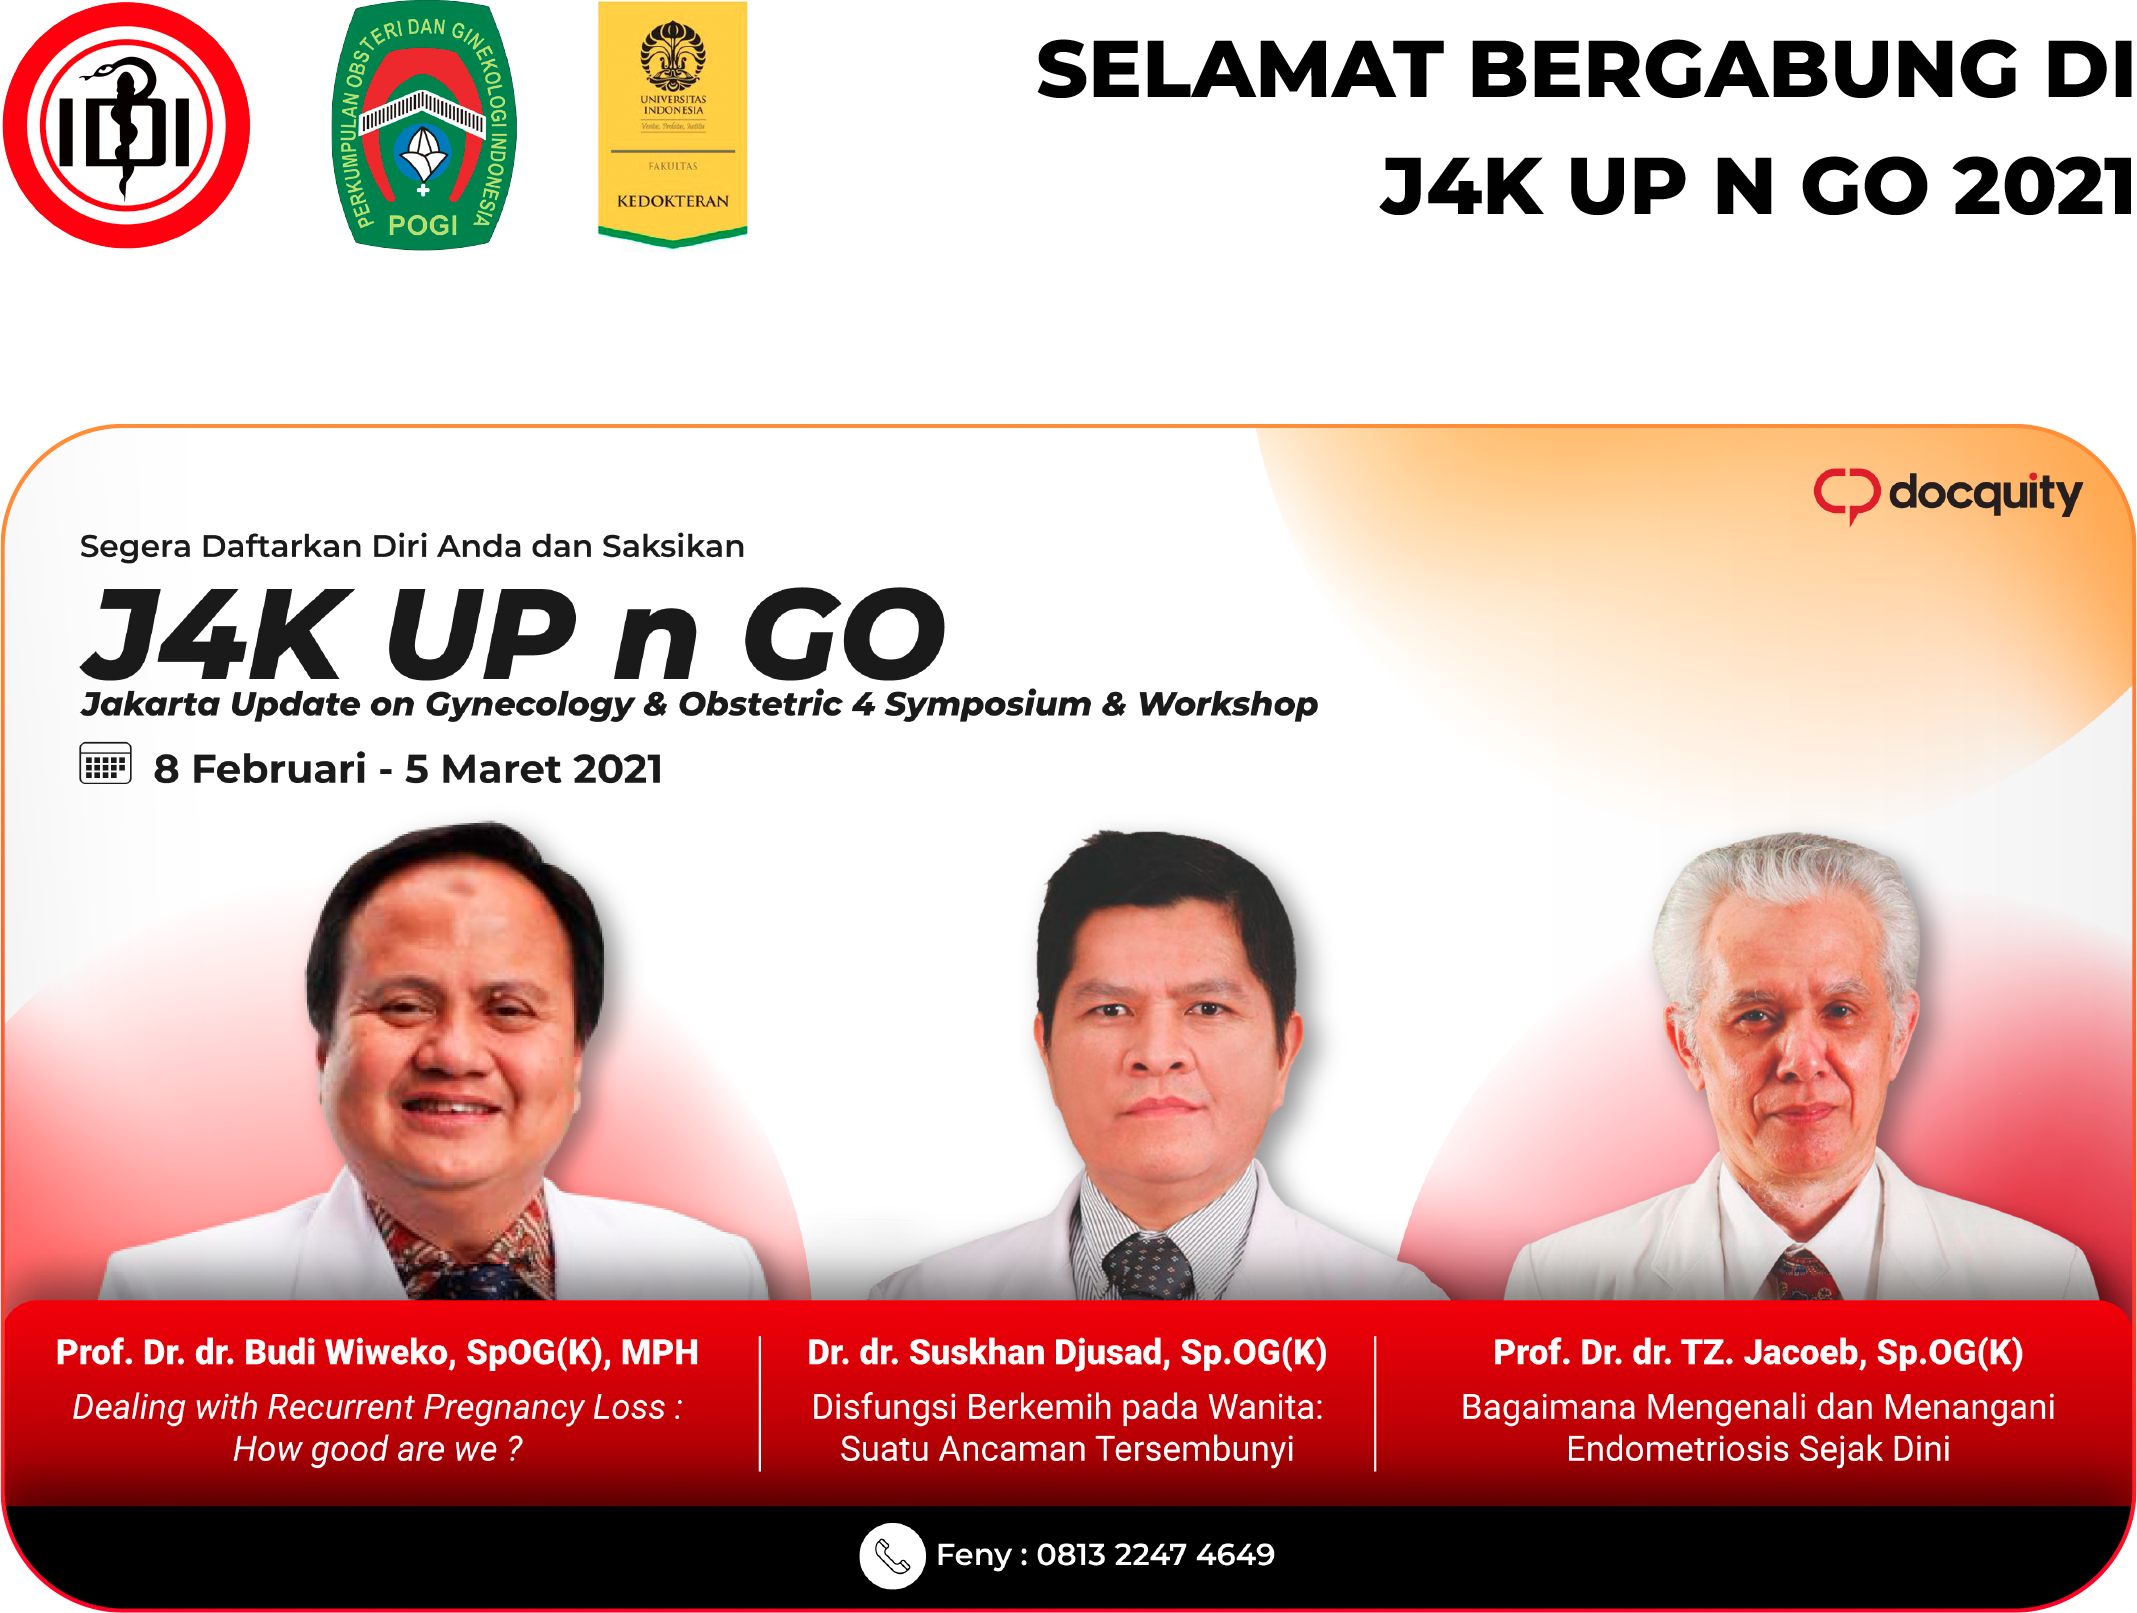 IDI
PERKUMPULAN OBSTERI DAN GINEKOLOGI INDONESIA
POGI
UNIVERSITAS
INDONESIA
Veritas, Probitas, Iustitia
FAKULTAS
KEDOKTERAN
SELAMAT BERGABUNG DI
J4K UP N GO 2021
docquity
Segera Daftarkan Diri Anda dan Saksikan
J4K UP n GO
Jakarta Update on Gynecology & Obstetric 4 Symposium & Workshop
8 Februari - 5 Maret 2021
Prof. Dr. dr. Budi Wiweko, SpOG(K), MPH
Dealing with Recurrent Pregnancy Loss :
How good are we ?
Dr. dr. Suskhan Djusad, Sp.OG(K)
Disfungsi Berkemih pada Wanita:
Suatu Ancaman Tersembunyi
Prof. Dr. dr. TZ. Jacoeb, Sp.OG(K)
Bagaimana Mengenali dan Menangani
Endometriosis Sejak Dini
Feny : 0813 2247 4649